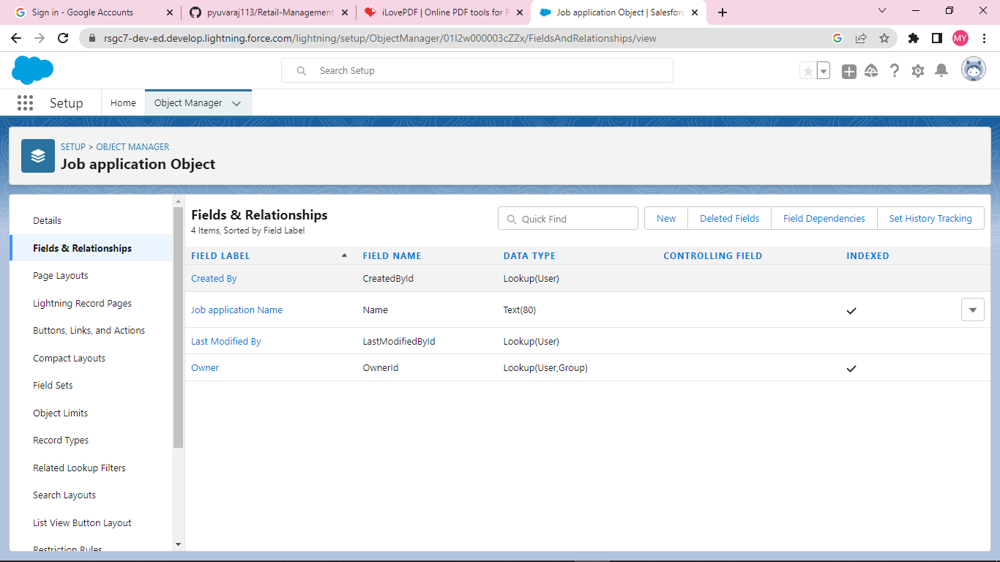 Sign in - Google Accounts
pyuvaraj113/Retail-Management
iLovePDF | Online PDF tools for P
Job application Object | Salesforc
rsgc7-dev-ed.develop.lightning.force.com/lightning/setup/ObjectManager/01I2w000003cZZx/FieldsAndRelationships/view
MY
Search Setup
Setup
Home
Object Manager
SETUP > OBJECT MANAGER
Job application Object
Details
Fields & Relationships
Page Layouts
Lightning Record Pages
Buttons, Links, and Actions
Compact Layouts
Field Sets
Object Limits
Record Types
Related Lookup Filters
Search Layouts
List View Button Layout
Restriction Rules
Fields & Relationships
4 Items, Sorted by Field Label
Quick Find
New
Deleted Fields
Field Dependencies
Set History Tracking
FIELD LABEL FIELD NAME DATA TYPE CONTROLLING FIELD INDEXED
Created By CreatedById Lookup(User)
Job application Name Name Text(80)
Last Modified By LastModifiedById Lookup(User)
Owner OwnerId Lookup(User,Group)